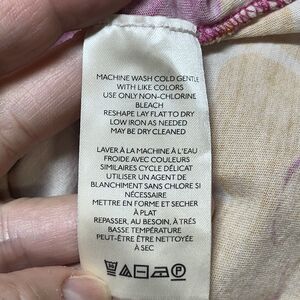 MACHINE WASH COLD GENTLE
WITH LIKE COLORS
USE ONLY NON-CHLORINE
BLEACH
RESHAPE LAY FLAT TO DRY
LOW IRON AS NEEDED
MAY BE DRY CLEANED
LAVER À LA MACHINE À L'EAU
FROIDE AVEC COULEURS
SIMILAIRES CYCLE DÉLICAT
UTILISER UN AGENT DE
BLANCHIMENT SANS CHLORE SI
NÉCESSAIRE
METTRE EN FORME ET SÉCHER
À PLAT
REPASSER, AU BESOIN, À TRÉS
BASSE TEMPÉRATURE
PEUT-ÊTRE ÊTRE NETTOYÉE
À SEC
P